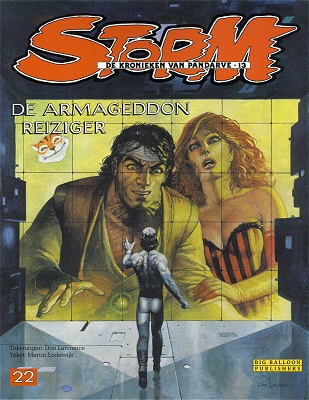 STORM
DE KRONIEKEN VAN PANDARVE - 13
DE ARMAGEDDON
REIZIGER
Tekeningen: Don Lawrence
Tekst: Martin Lodewijk
22
Don Lawrence
BIG BALLOON
PUBLISHERS